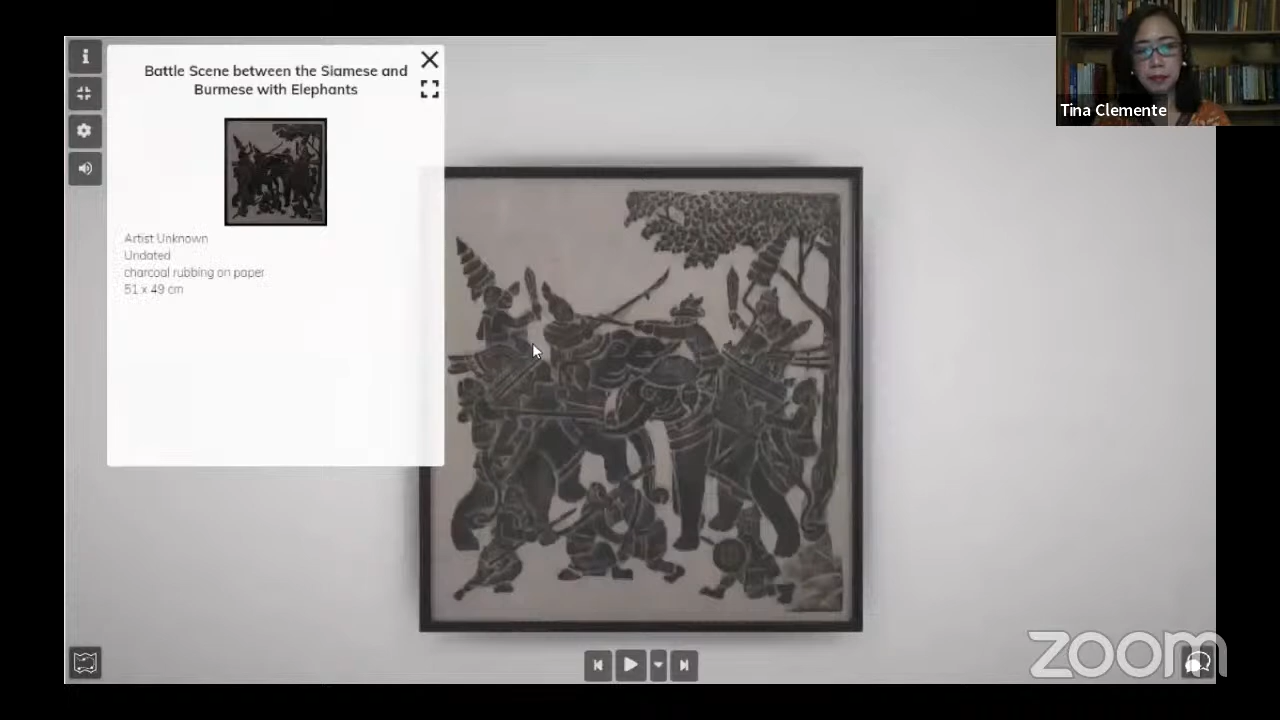 Battle Scene between the Siamese and
Burmese with Elephants
Artist Unknown
Undated
charcoal rubbing on paper
51 x 49 cm
Tina Clemente
zoom